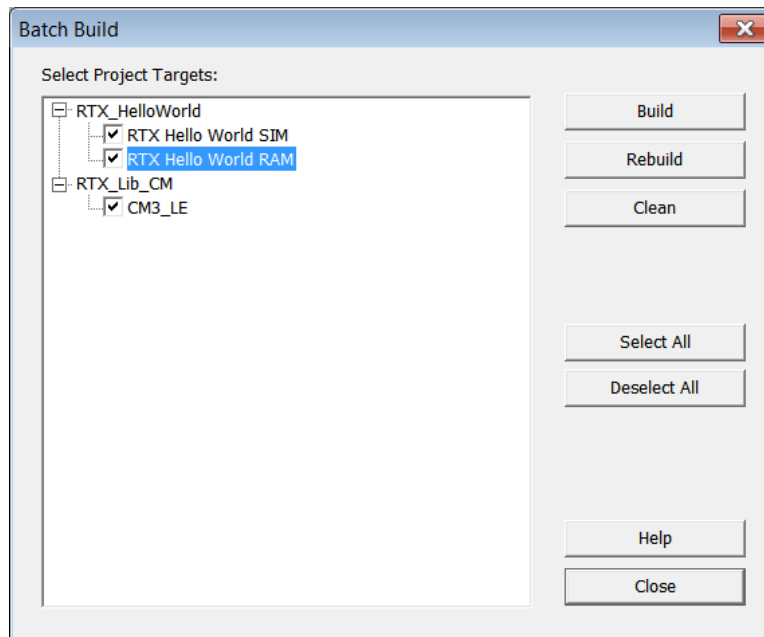 Batch Build
Select Project Targets:
RTX_HelloWorld
RTX Hello World SIM
RTX Hello World RAM
RTX_Lib_CM
CM3_LE
Build
Rebuild
Clean
Select All
Deselect All
Help
Close